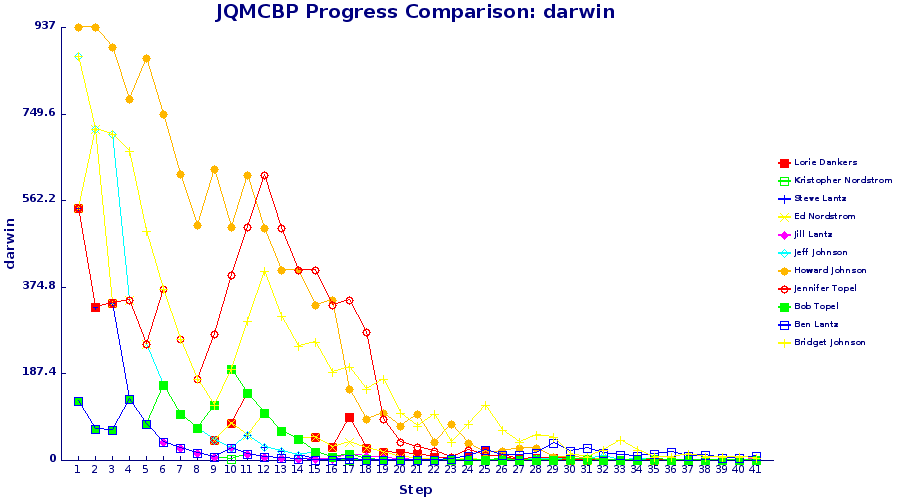 JQMCBP Progress Comparison: darwin
937
749.6
562.2
374.8
187.4
0
darwin
1 2 3 4 5 6 7 8 9 10 11 12 13 14 15 16 17 18 19 20 21 22 23 24 25 26 27 28 29 30 31 32 33 34 35 36 37 38 39 40 41
Step
Lorie Dankers
Kristopher Nordstrom
Steve Lantz
Ed Nordstrom
Jill Lantz
Jeff Johnson
Howard Johnson
Jennifer Topel
Bob Topel
Ben Lantz
Bridget Johnson